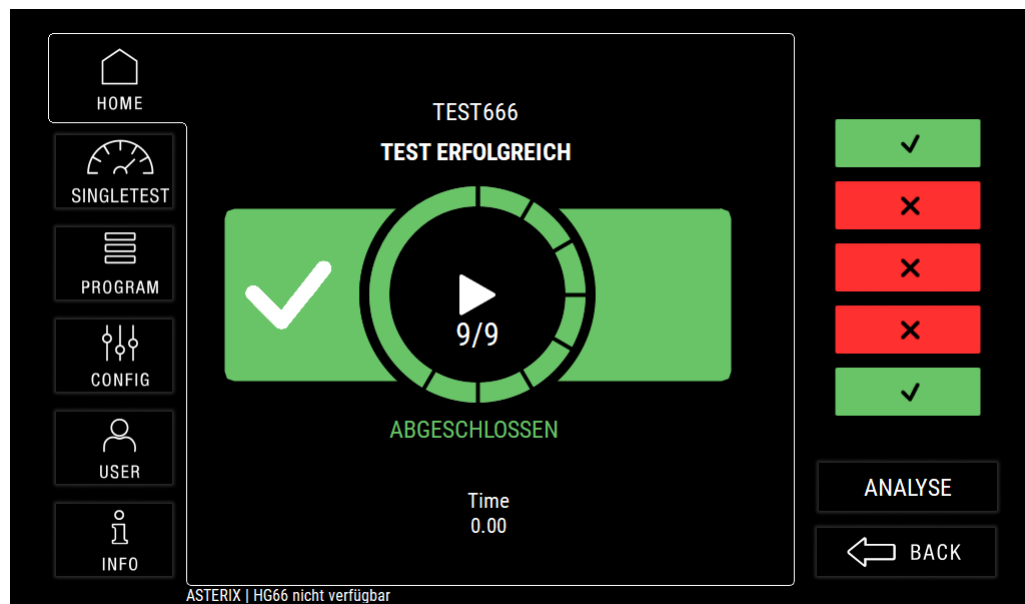 HOME
SINGLETEST
PROGRAM
CONFIG
USER
INFO
TEST666
TEST ERFOLGREICH
9/9
ABGESCHLOSSEN
Time
0.00
ANALYSE
BACK
ASTERIX | HG66 nicht verfügbar